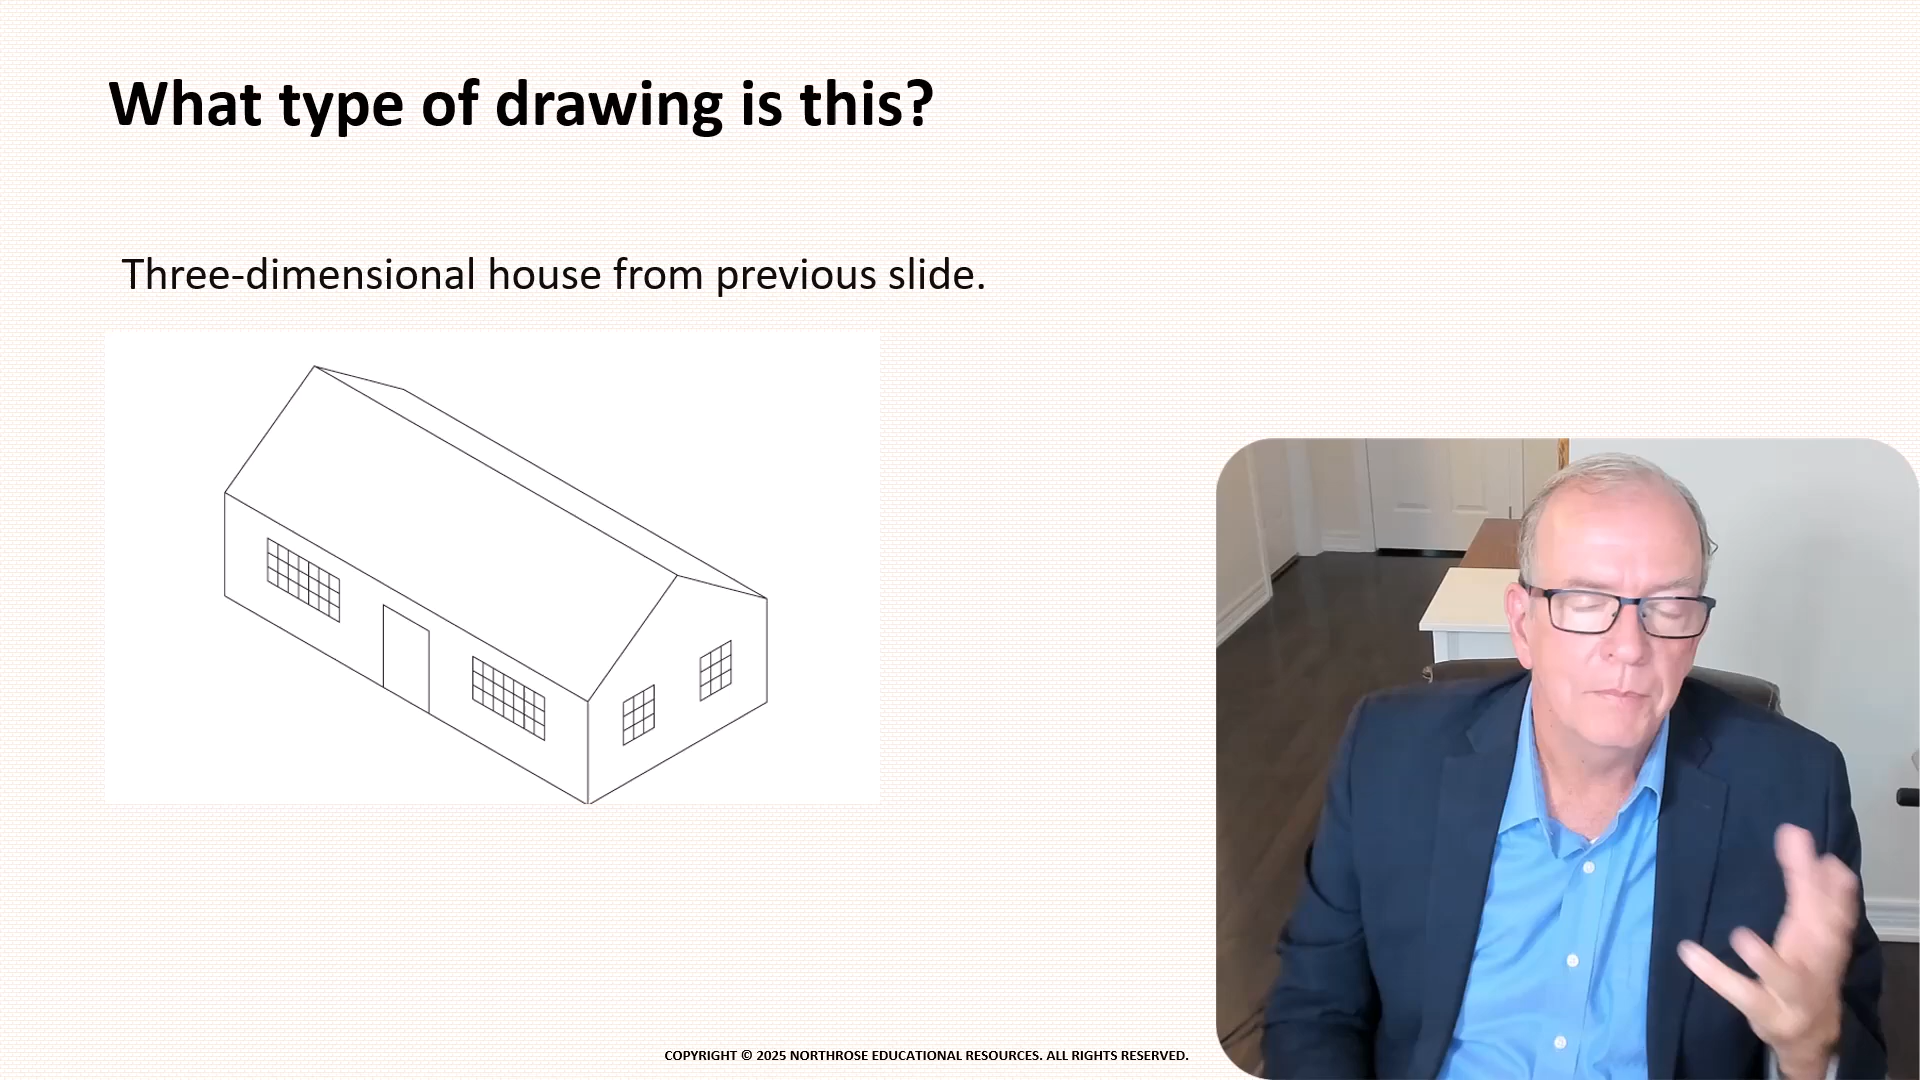 What type of drawing is this?
Three-dimensional house from previous slide.
COPYRIGHT © 2025 NORTHROSE EDUCATIONAL RESOURCES. ALL RIGHTS RESERVED.